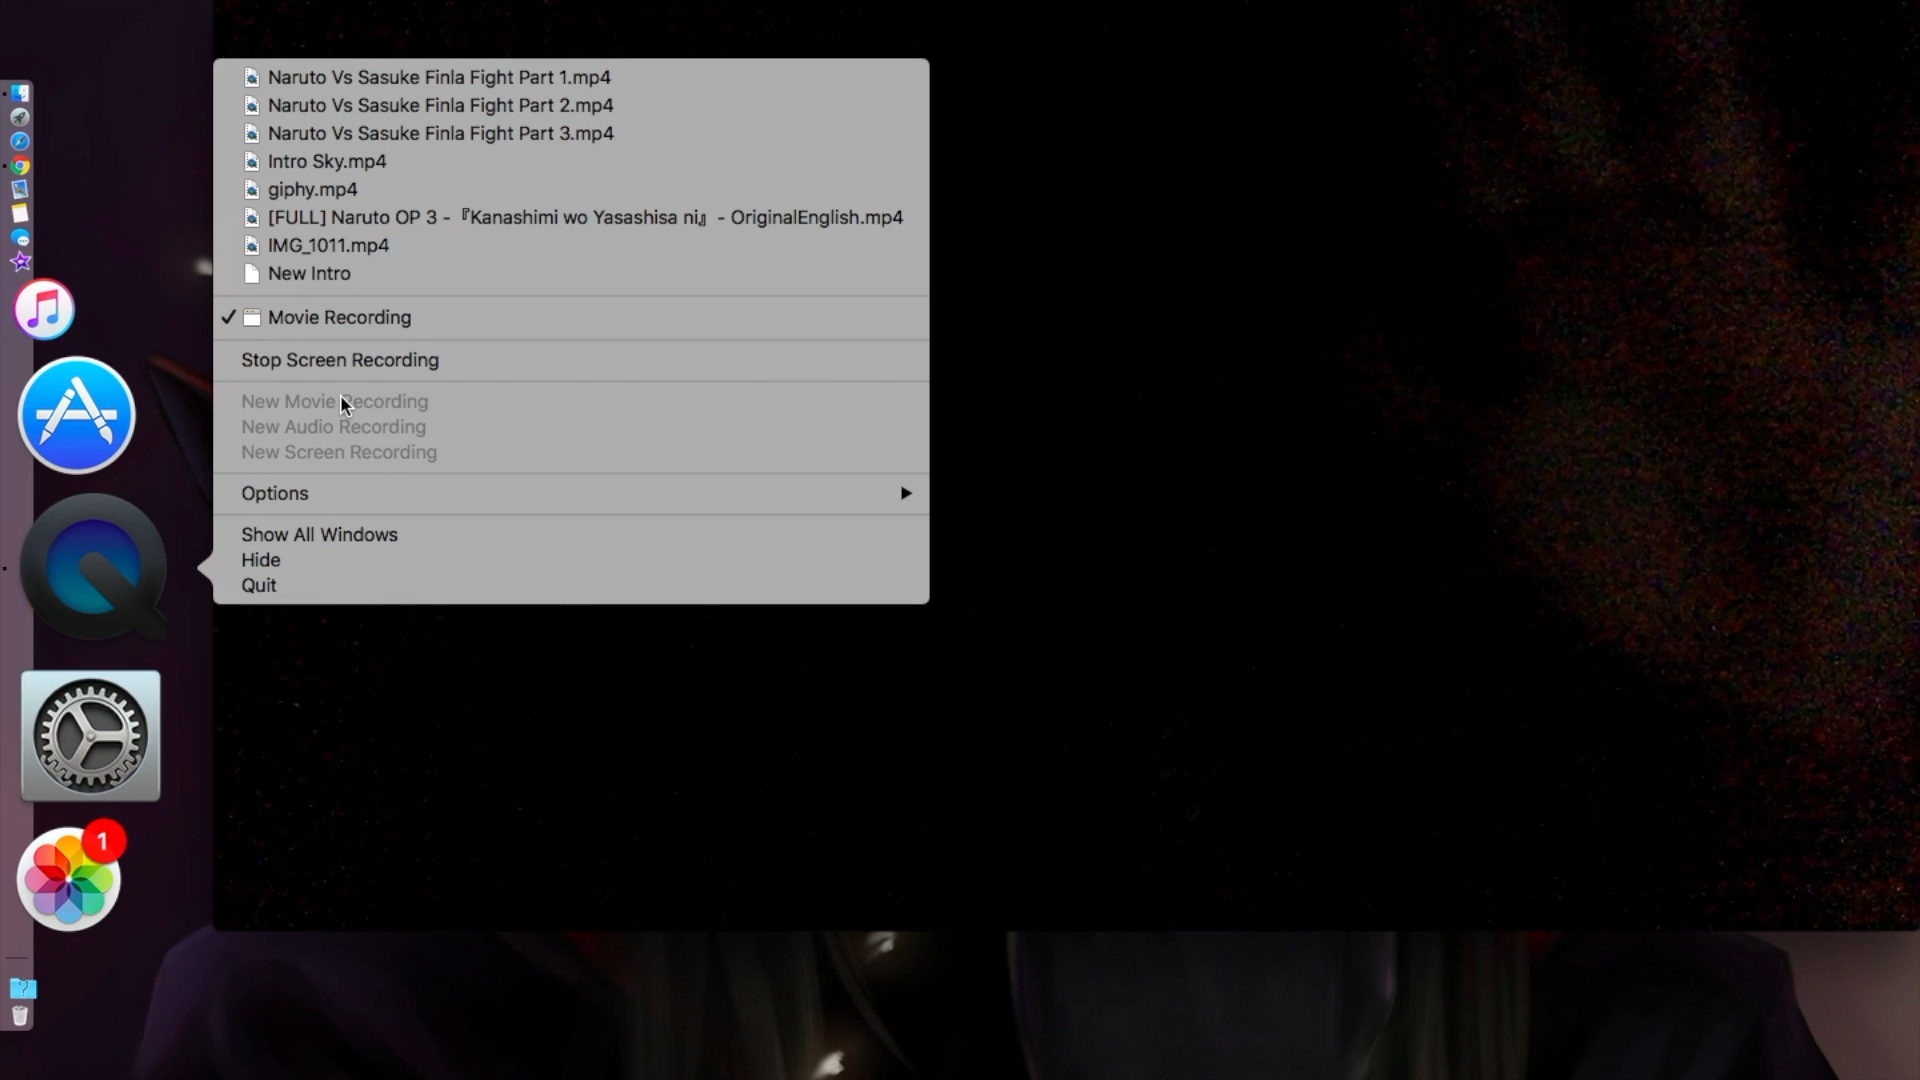 Naruto Vs Sasuke Finla Fight Part 1.mp4
Naruto Vs Sasuke Finla Fight Part 2.mp4
Naruto Vs Sasuke Finla Fight Part 3.mp4
Intro Sky.mp4
giphy.mp4
[FULL] Naruto OP 3 -『Kanashimi wo Yasashisa ni』 - OriginalEnglish.mp4
IMG_1011.mp4
New Intro
✓ Movie Recording
Stop Screen Recording
New Movie Recording
New Audio Recording
New Screen Recording
Options
Show All Windows
Hide
Quit
1
?